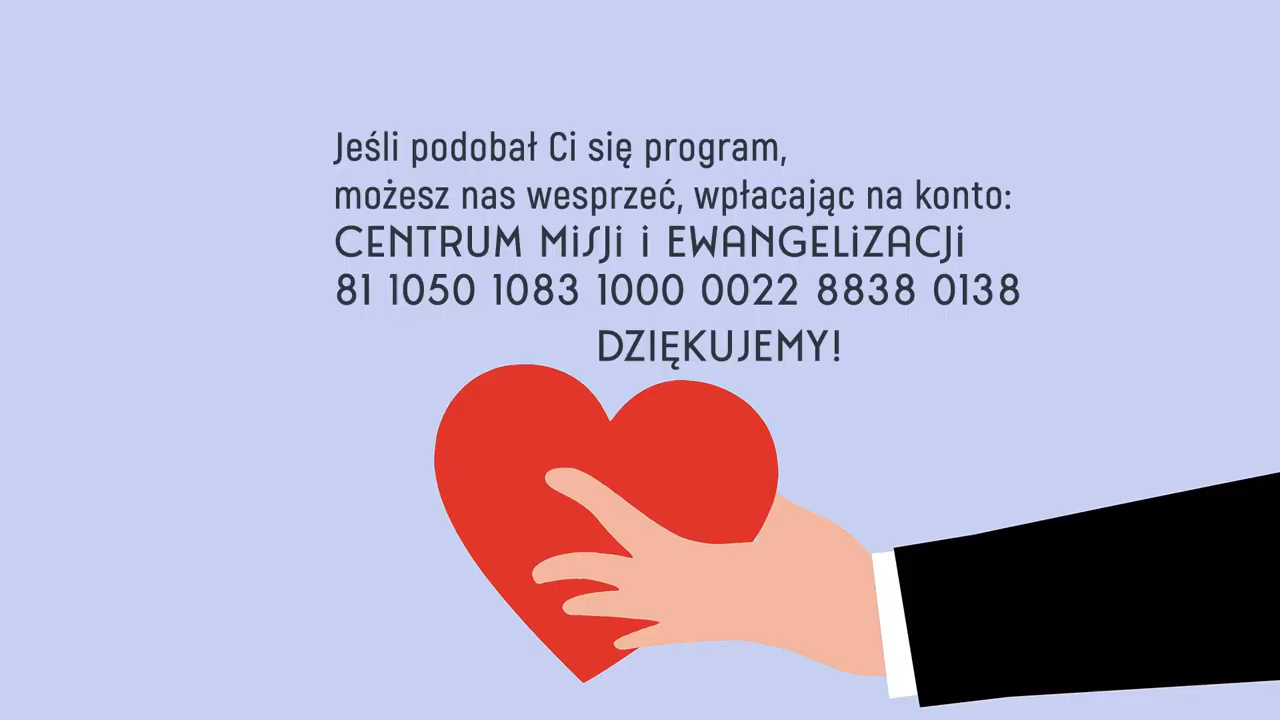 Jeśli podobał Ci się program,
możesz nas wesprzeć, wpłacając na konto:
CENTRUM MiSJi i EWANGELiZACJi
81 1050 1083 1000 0022 8838 0138
DZIĘKUJEMY!